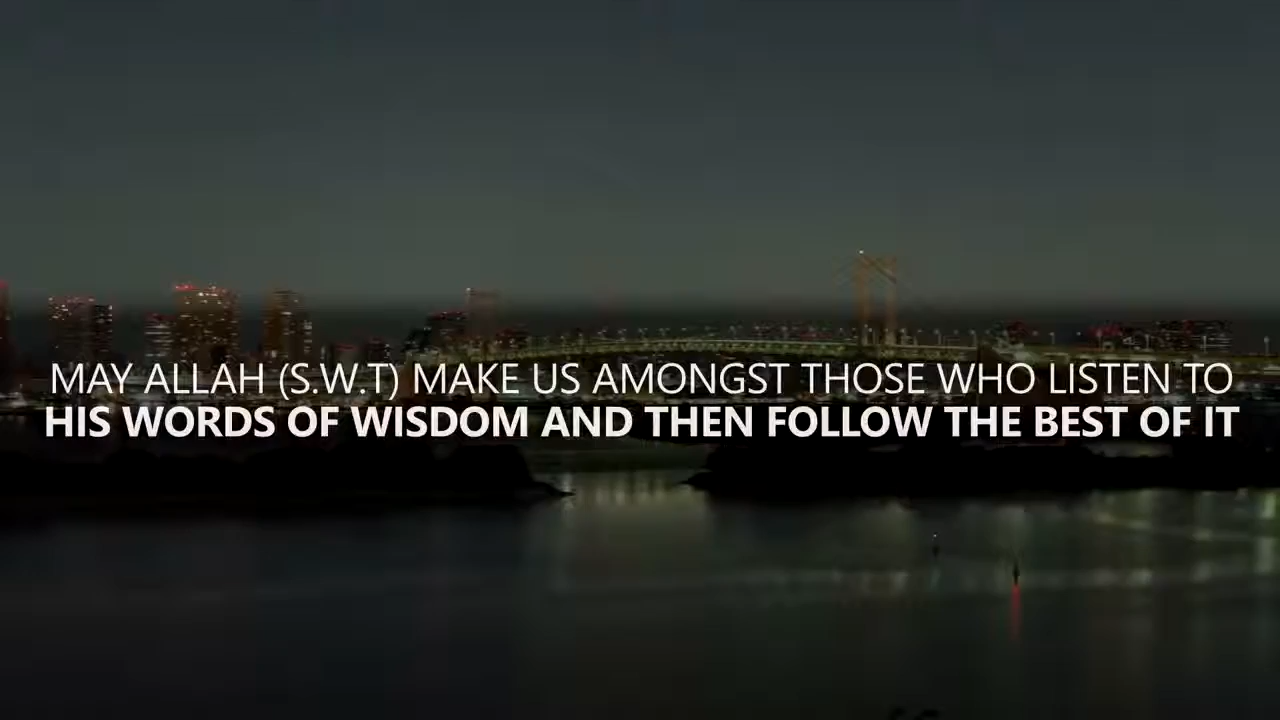 MAY ALLAH (S.W.T) MAKE US AMONGST THOSE WHO LISTEN TO
HIS WORDS OF WISDOM AND THEN FOLLOW THE BEST OF IT